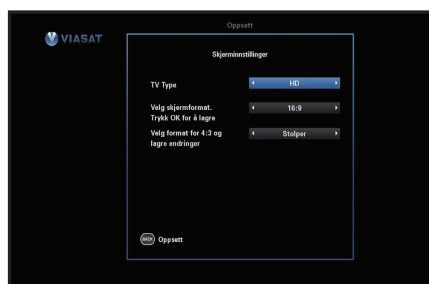 Oppsett
VIASAT
Skjerminnstillinger
TV Type
HD
Velg skjermformat.
Trykk OK for å lagre
16:9
Velg format for 4:3 og
lagre endringer
Stolper
BACK Oppsett